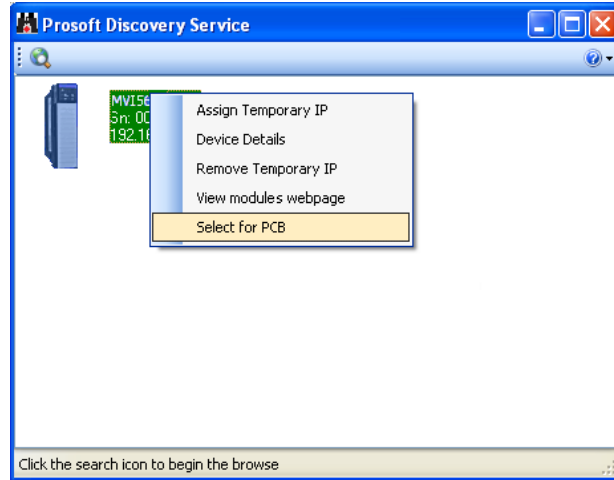 Prosoft Discovery Service
MVI56
Sn: 00
192.16
Assign Temporary IP
Device Details
Remove Temporary IP
View modules webpage
Select for PCB
Click the search icon to begin the browse